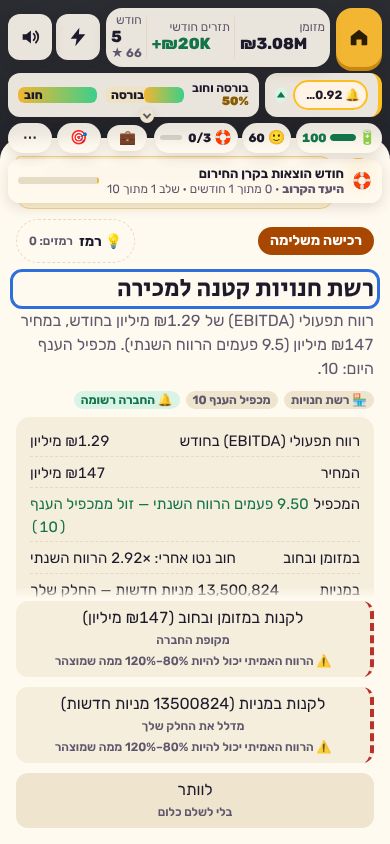 מזומן
₪3.08M
תזרים חודשי
+₪20K
חודש
5
★ 66
🔔 0.92...
▲
בורסה וחוב
50%
בורסה
חוב
🔋 100
🙂 60
🛟 0/3
💼
🎯
...
🛟 חודש הוצאות בקרן החירום
היעד הקרוב · 0 מתוך 1 חודשים · שלב 1 מתוך 10
רכישה משלימה
💡 רמז רמזים: 0
רשת חנויות קטנה למכירה
רווח תפעולי (EBITDA) של ₪1.29 מיליון בחודש, במחיר
₪147 מיליון (9.5 פעמים הרווח השנתי). מכפיל הענף
היום: 10.
🏪 רשת חנויות
מכפיל הענף 10
🔔 החברה רשומה
רווח תפעולי (EBITDA) בחודש ₪1.29 מיליון
המחיר ₪147 מיליון
המכפיל 9.50 פעמים הרווח השנתי — זול ממכפיל הענף
(10)
במזומן ובחוב חוב נטו אחרי: ×2.92 הרווח השנתי
במניות 13,500,824 מניות חדשות — החלק שלך
לקנות במזומן ובחוב (₪147 מיליון)
מקופת החברה
⚠️ הרווח האמיתי יכול להיות 80%–120% ממה שמוצהר
לקנות במניות (13500824 מניות חדשות)
מדלל את החלק שלך
⚠️ הרווח האמיתי יכול להיות 80%–120% ממה שמוצהר
לוותר
בלי לשלם כלום